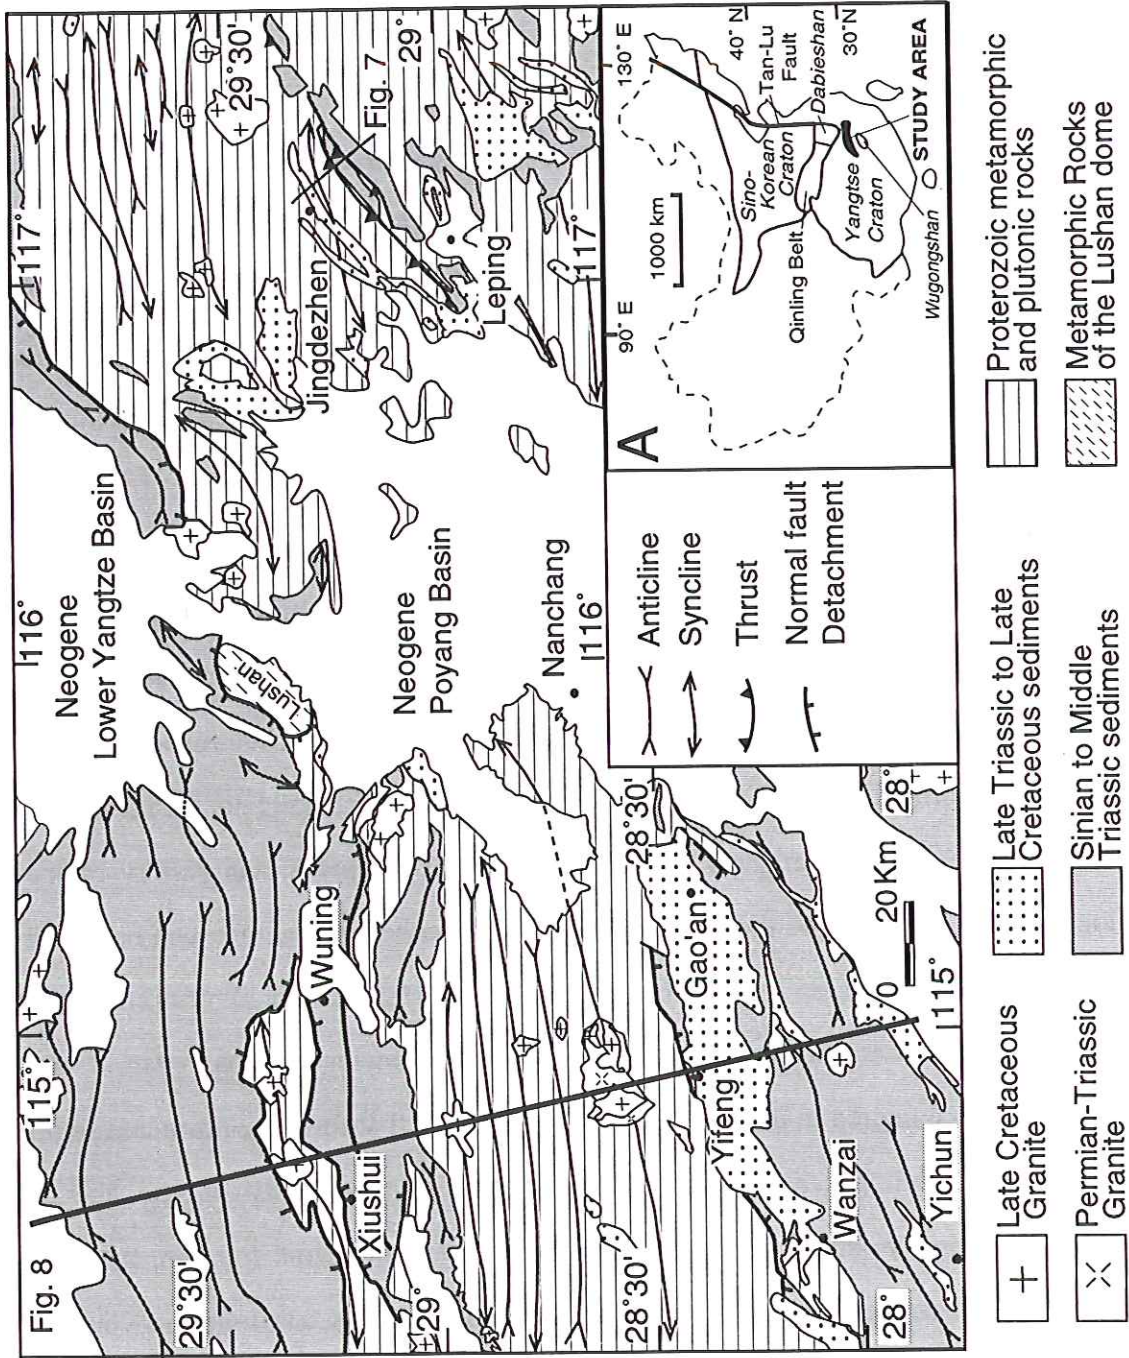 Fig. 8
115°
Neogene
Lower Yangtze Basin
116°
117°
29°30'
29°30'
Lushan
Xiushui
Wuning
Jingdezhen
Fig. 7
29°
29°
Neogene
Poyang Basin
Leping
Nanchang
116°
117°
28°30'
28°30'
Yifeng
Gao'an
Wanzai
Yichun
28°
28°
0 20 Km
115°
Anticline
Syncline
Thrust
Normal fault
Detachment
A
90° E
130° E
1000 km
40° N
30° N
Sino-
Korean
Craton
Tan-Lu
Fault
Dabieshan
Qinling Belt
Yangtse
Craton
Wugongshan
STUDY AREA
Late Cretaceous
Granite
Permian-Triassic
Granite
Late Triassic to Late
Cretaceous sediments
Sinian to Middle
Triassic sediments
Proterozoic metamorphic
and plutonic rocks
Metamorphic Rocks
of the Lushan dome